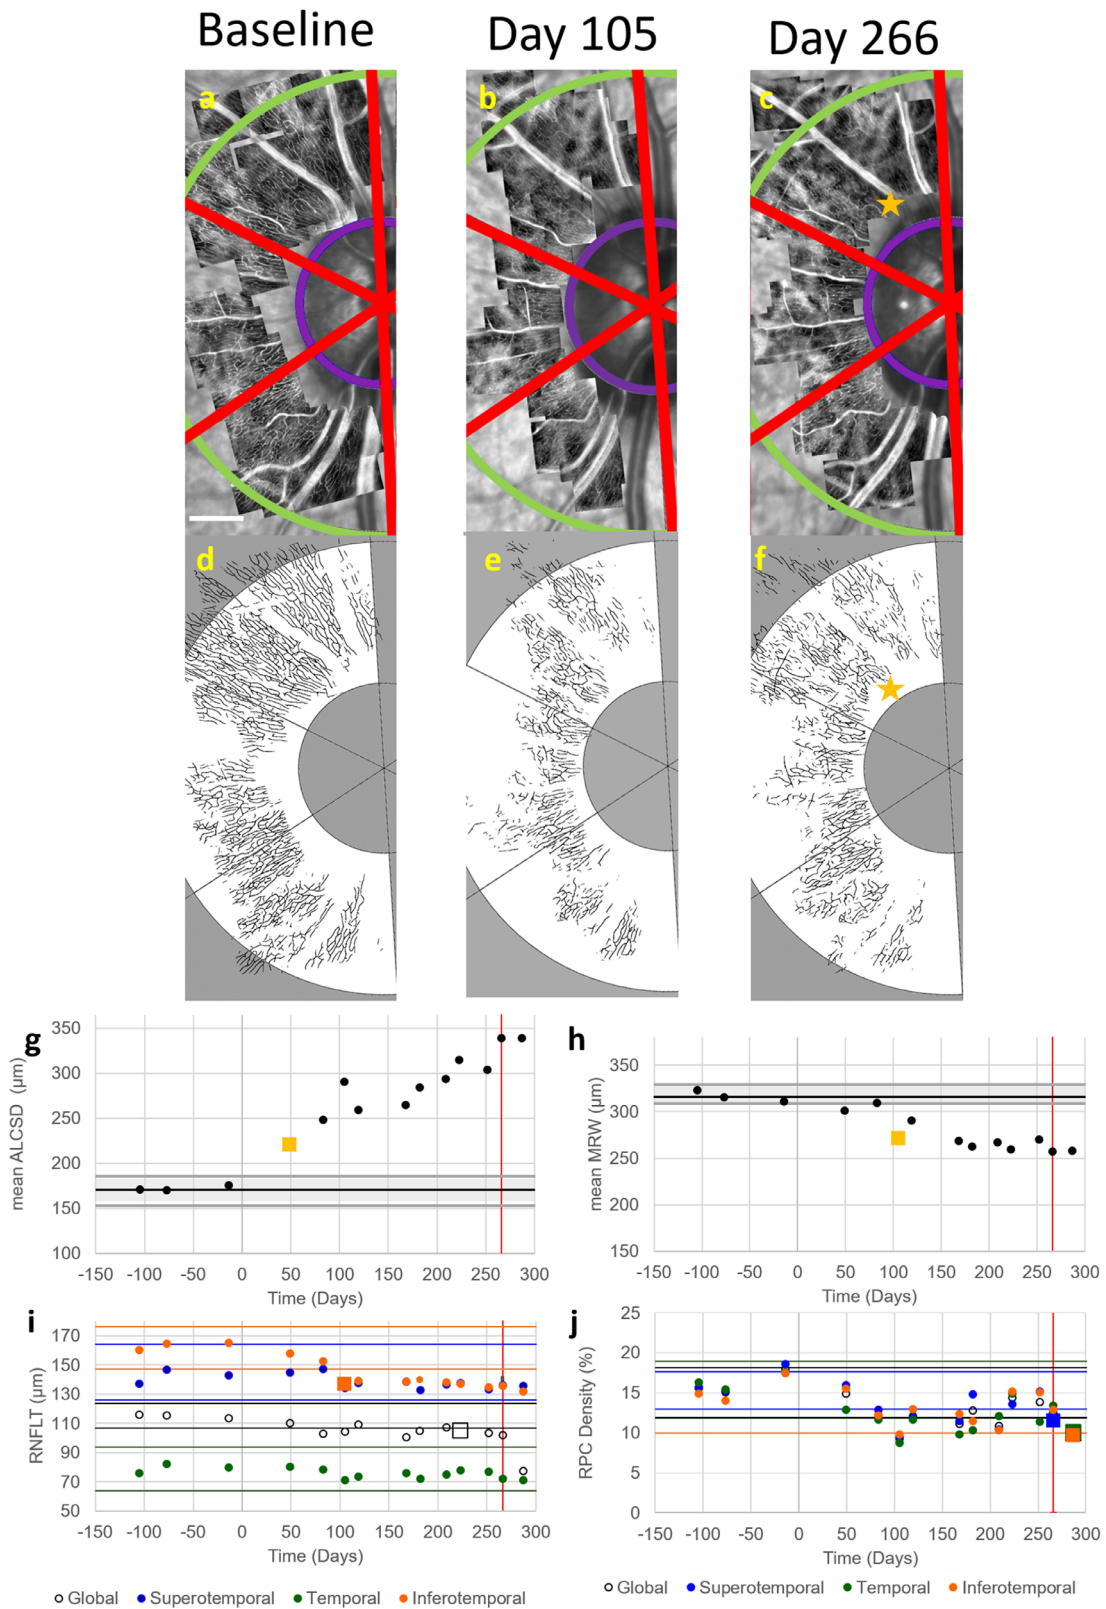 Baseline Day 105 Day 266
a b c
d e f
g
350
300
250
200
150
100
mean ALCSD (µm)
-150 -100 -50 0 50 100 150 200 250 300
Time (Days)
h
350
300
250
200
150
mean MRW (µm)
-150 -100 -50 0 50 100 150 200 250 300
Time (Days)
i
170
150
130
110
90
70
50
RNFLT (µm)
-150 -100 -50 0 50 100 150 200 250 300
Time (Days)
Global Superotemporal Temporal Inferotemporal
j
25
20
15
10
5
0
RPC Density (%)
-150 -100 -50 0 50 100 150 200 250 300
Time (Days)
Global Superotemporal Temporal Inferotemporal